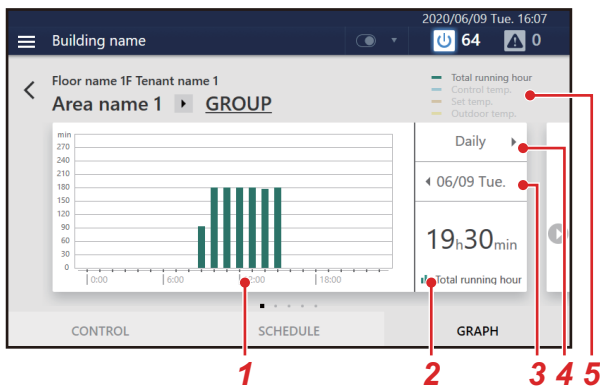 2020/06/09 Tue. 16:07
Building name
64
0
Floor name 1F Tenant name 1
Area name 1 GROUP
Total running hour
Control temp.
Set temp.
Outdoor temp.
min
270
240
210
180
150
120
90
60
30
0
0:00 6:00 12:00 18:00
Daily
06/09 Tue.
19h30min
Total running hour
CONTROL SCHEDULE GRAPH
1 2 3 4 5